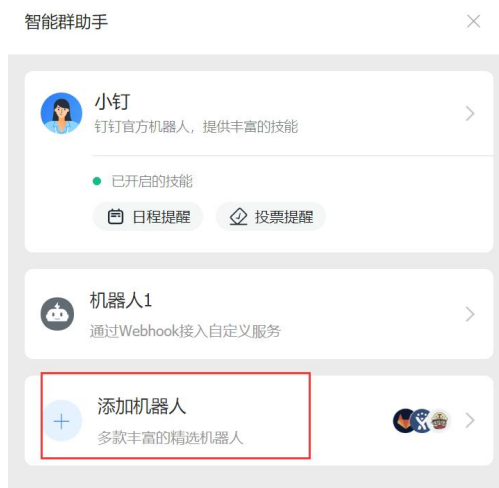 智能群助手
小钉
钉钉官方机器人，提供丰富的技能
已开启的技能
日程提醒 投票提醒
机器人1
通过Webhook接入自定义服务
添加机器人
多款丰富的精选机器人